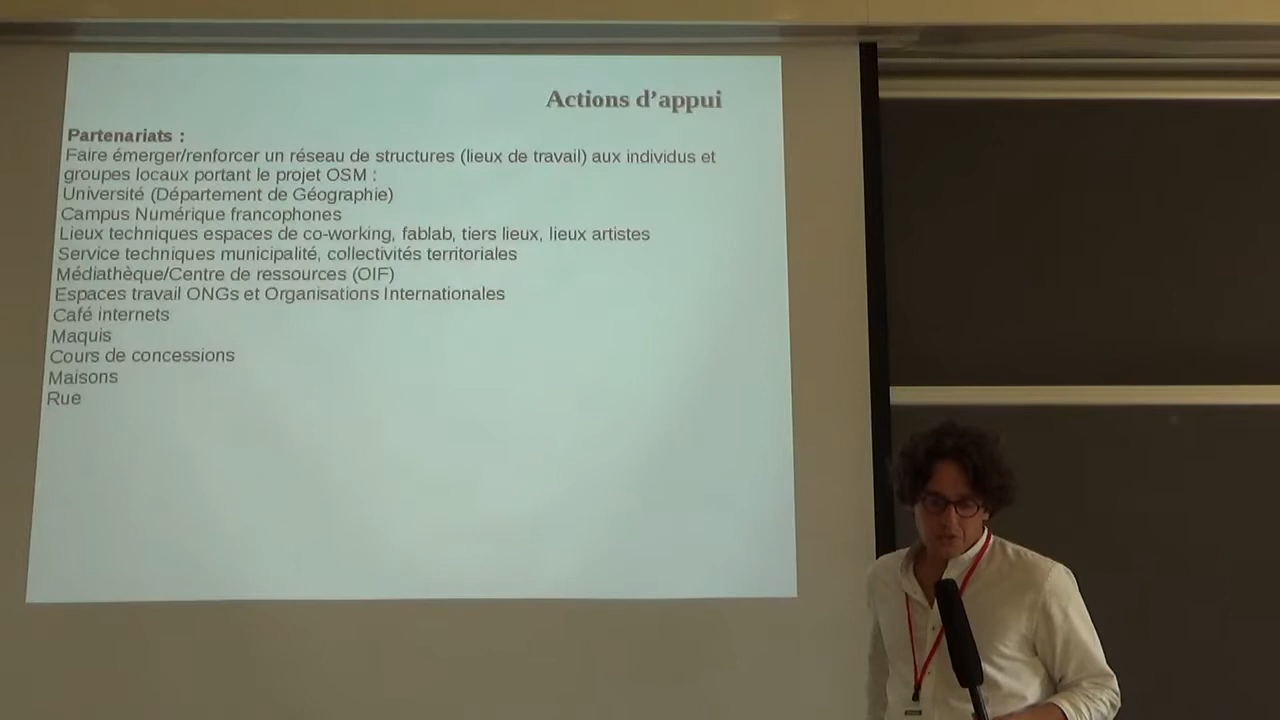 Actions d’appui
Partenariats :
Faire émerger/renforcer un réseau de structures (lieux de travail) aux individus et
groupes locaux portant le projet OSM :
Université (Département de Géographie)
Campus Numérique francophones
Lieux techniques espaces de co-working, fablab, tiers lieux, lieux artistes
Service techniques municipalité, collectivités territoriales
Médiathèque/Centre de ressources (OIF)
Espaces travail ONGs et Organisations Internationales
Café internets
Maquis
Cours de concessions
Maisons
Rue